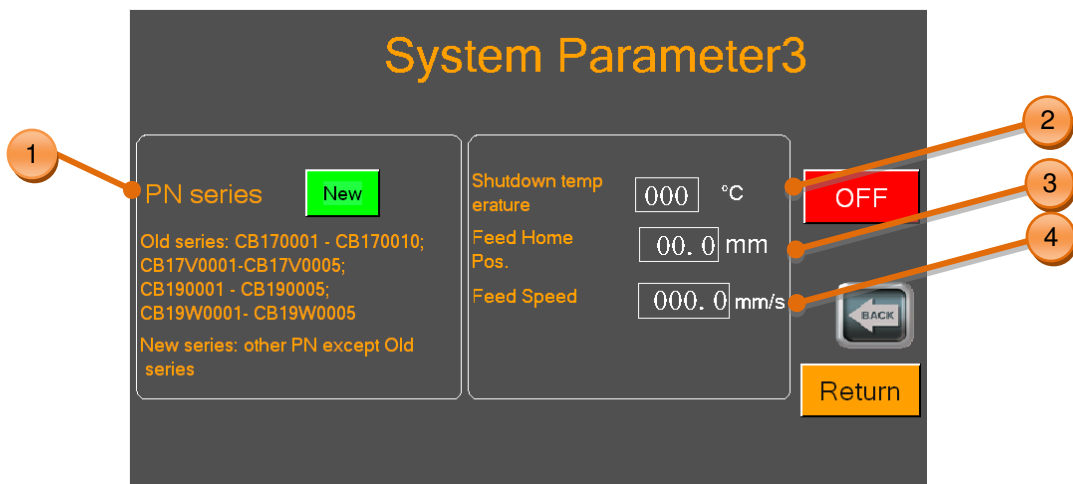 System Parameter3
1
PN series
New
Old series: CB170001 - CB170010;
CB17V0001-CB17V0005;
CB190001 - CB190005;
CB19W0001- CB19W0005
New series: other PN except Old
series
Shutdown temp
erature
000 °C
Feed Home
Pos.
00.0 mm
Feed Speed
000.0 mm/s
2
OFF
3
4
BACK
Return